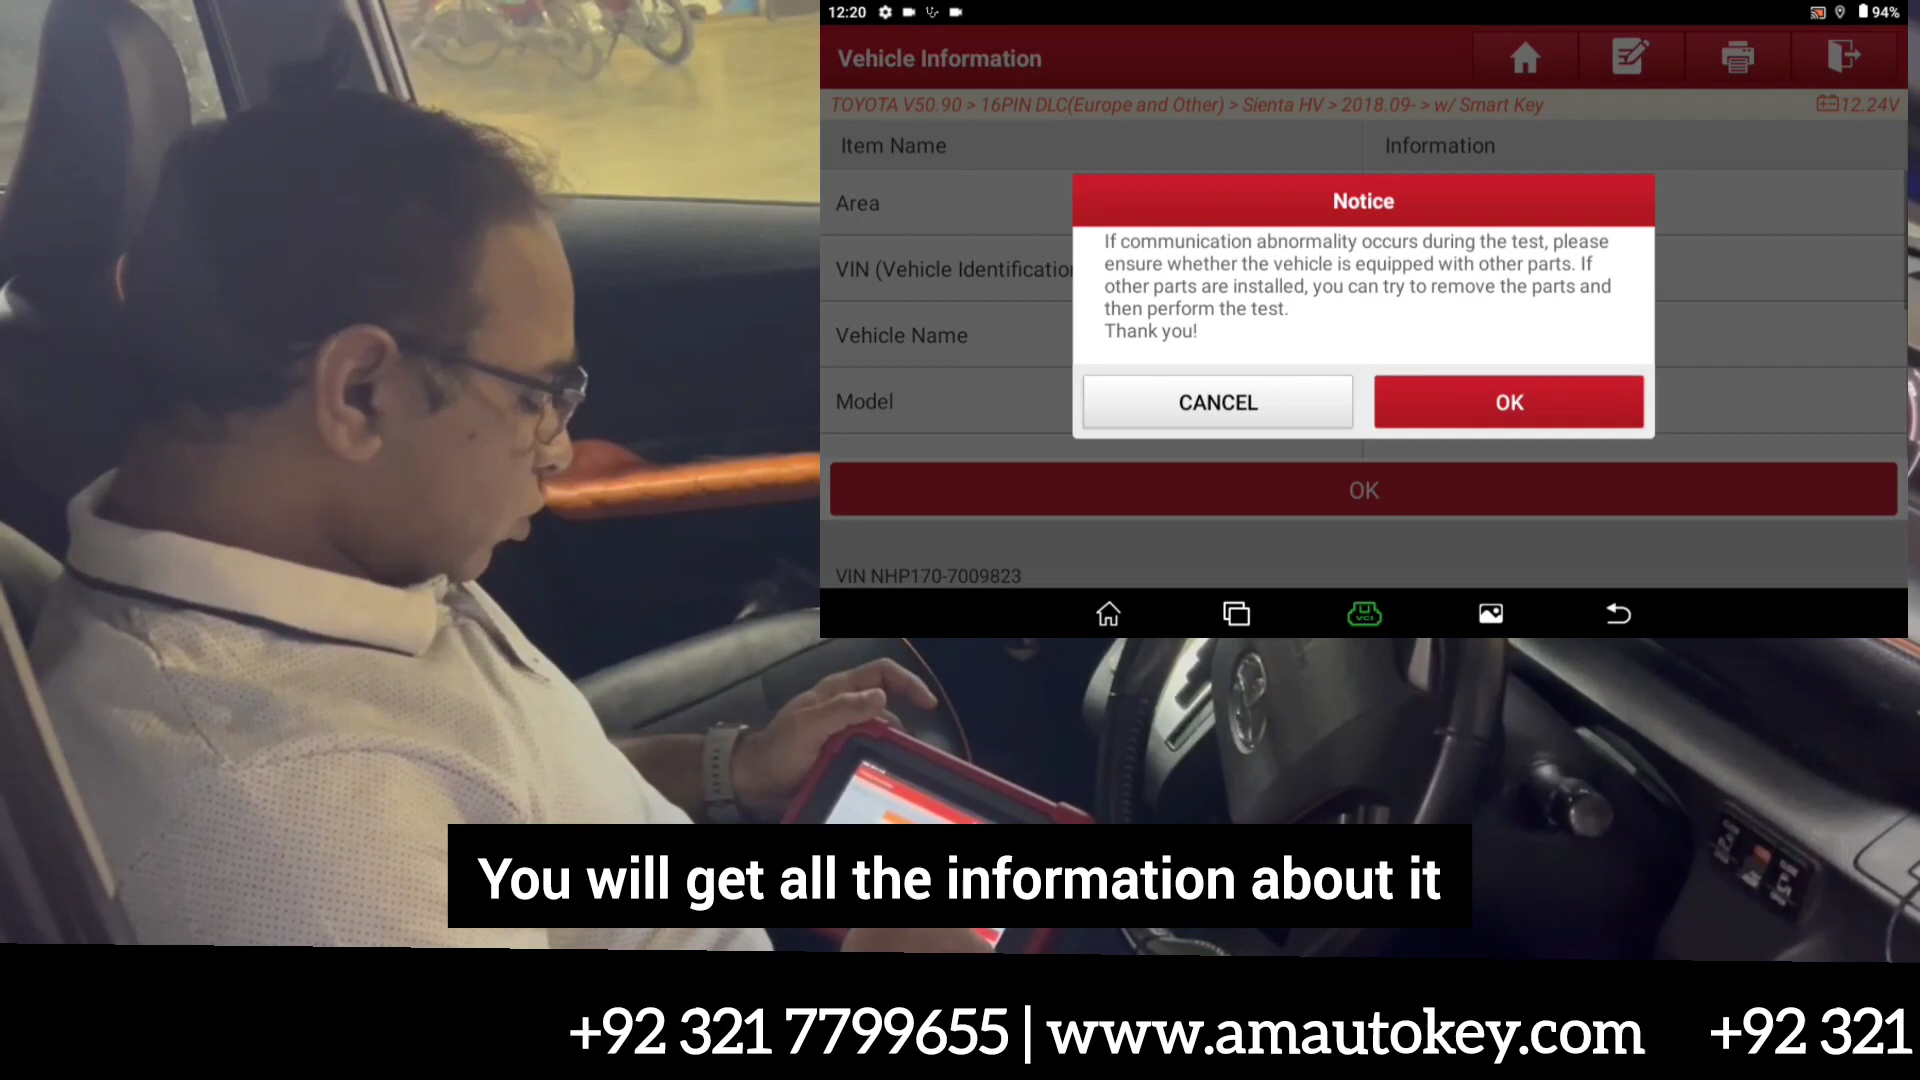 12:20
94%
Vehicle Information
TOYOTA V50.90 > 16PIN DLC(Europe and Other) > Sienta HV > 2018.09- > w/ Smart Key
12.24V
Item Name
Information
Area
VIN (Vehicle Identification
Vehicle Name
Model
Notice
If communication abnormality occurs during the test, please
ensure whether the vehicle is equipped with other parts. If
other parts are installed, you can try to remove the parts and
then perform the test.
Thank you!
CANCEL
OK
OK
VIN NHP170-7009823
VCI
You will get all the information about it
+92 321 7799655 | www.amautokey.com
+92 321